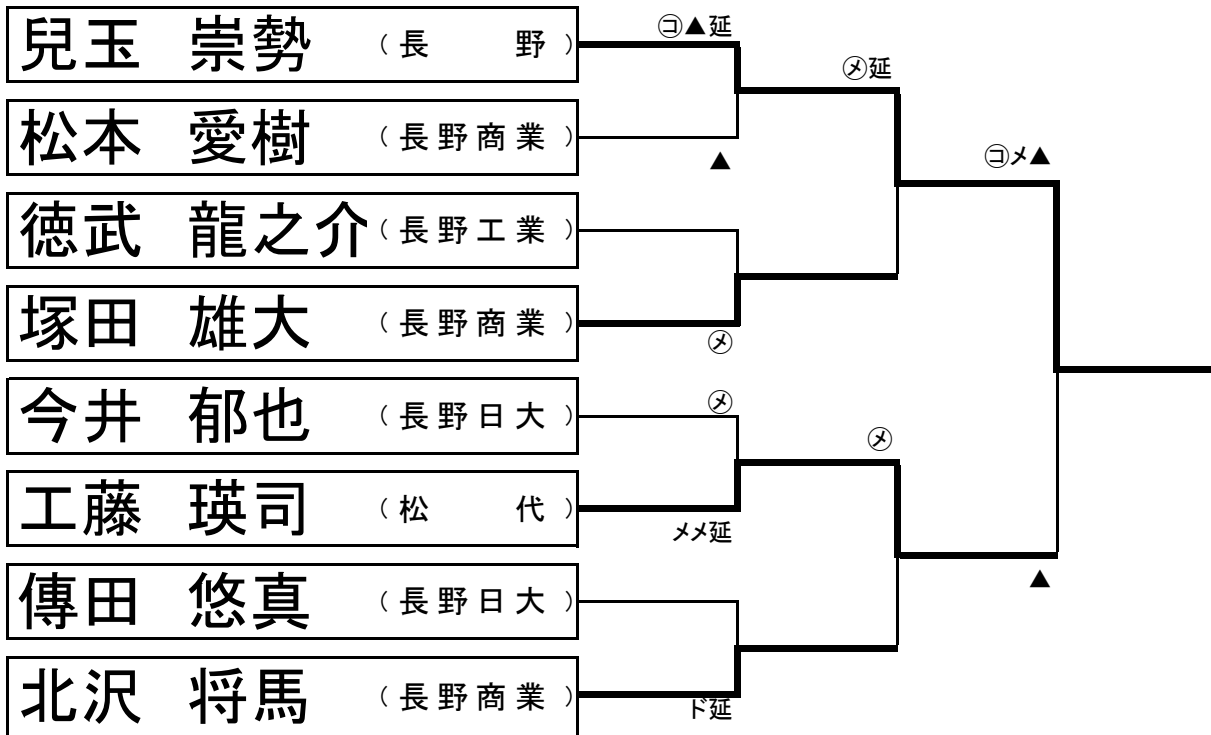 兒玉 崇勢 (長 野)
㋙▲延
㋱延
松本 愛樹 (長野商業)
▲
㋙メ▲
徳武 龍之介 (長野工業)
塚田 雄大 (長野商業)
㋱
今井 郁也 (長野日大)
㋱
㋱
工藤 瑛司 (松 代)
メメ延
▲
傳田 悠真 (長野日大)
北沢 将馬 (長野商業)
ド延